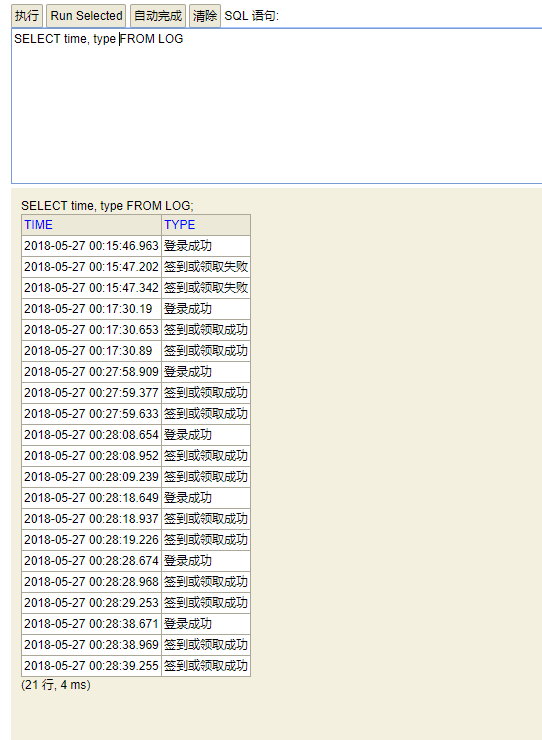 执行 Run Selected 自动完成 清除 SQL 语句:
SELECT time, type FROM LOG
SELECT time, type FROM LOG;
TIME TYPE
2018-05-27 00:15:46.963 登录成功
2018-05-27 00:15:47.202 签到或领取失败
2018-05-27 00:15:47.342 签到或领取失败
2018-05-27 00:17:30.19 登录成功
2018-05-27 00:17:30.653 签到或领取成功
2018-05-27 00:17:30.89 签到或领取成功
2018-05-27 00:27:58.909 登录成功
2018-05-27 00:27:59.377 签到或领取成功
2018-05-27 00:27:59.633 签到或领取成功
2018-05-27 00:28:08.654 登录成功
2018-05-27 00:28:08.952 签到或领取成功
2018-05-27 00:28:09.239 签到或领取成功
2018-05-27 00:28:18.649 登录成功
2018-05-27 00:28:18.937 签到或领取成功
2018-05-27 00:28:19.226 签到或领取成功
2018-05-27 00:28:28.674 登录成功
2018-05-27 00:28:28.968 签到或领取成功
2018-05-27 00:28:29.253 签到或领取成功
2018-05-27 00:28:38.671 登录成功
2018-05-27 00:28:38.969 签到或领取成功
2018-05-27 00:28:39.255 签到或领取成功
(21 行, 4 ms)